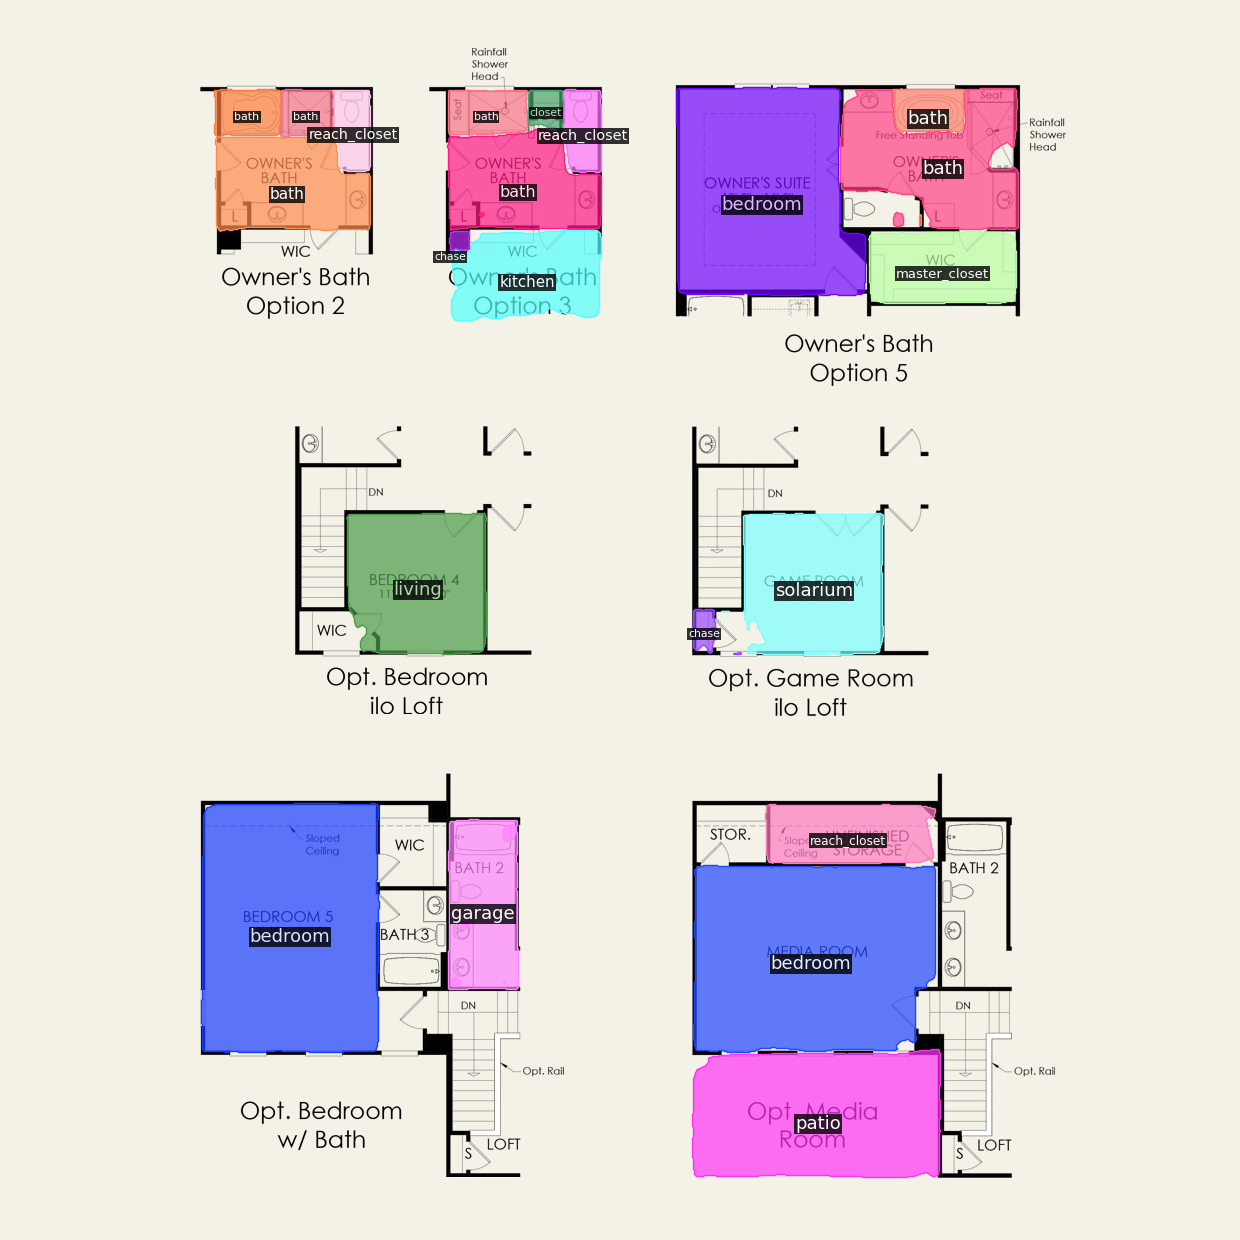 Rainfall
Shower
Head
bath
bath
reach_closet
OWNER'S
BATH
bath
L
WIC
Owner's Bath
Option 2
Seat
bath
closet
reach_closet
OWNER'S
BATH
bath
L
chase
WIC
Owner's Bath
kitchen
Option 3
OWNER'S SUITE
bedroom
bath
Free Standing Tub
Seat
Rainfall
Shower
Head
bath
L
WIC
master_closet
Owner's Bath
Option 5
DN
BEDROOM 4
living
WIC
Opt. Bedroom
ilo Loft
DN
GAME ROOM
solarium
chase
Opt. Game Room
ilo Loft
Sloped
Ceiling
WIC
BATH 2
BEDROOM 5
bedroom
garage
BATH 3
DN
Opt. Rail
Opt. Bedroom
w/ Bath
S
LOFT
STOR.
Sloped
Ceiling
UNFINISHED
STORAGE
reach_closet
BATH 2
MEDIA ROOM
bedroom
DN
Opt. Rail
Opt. Media
Room
patio
S
LOFT